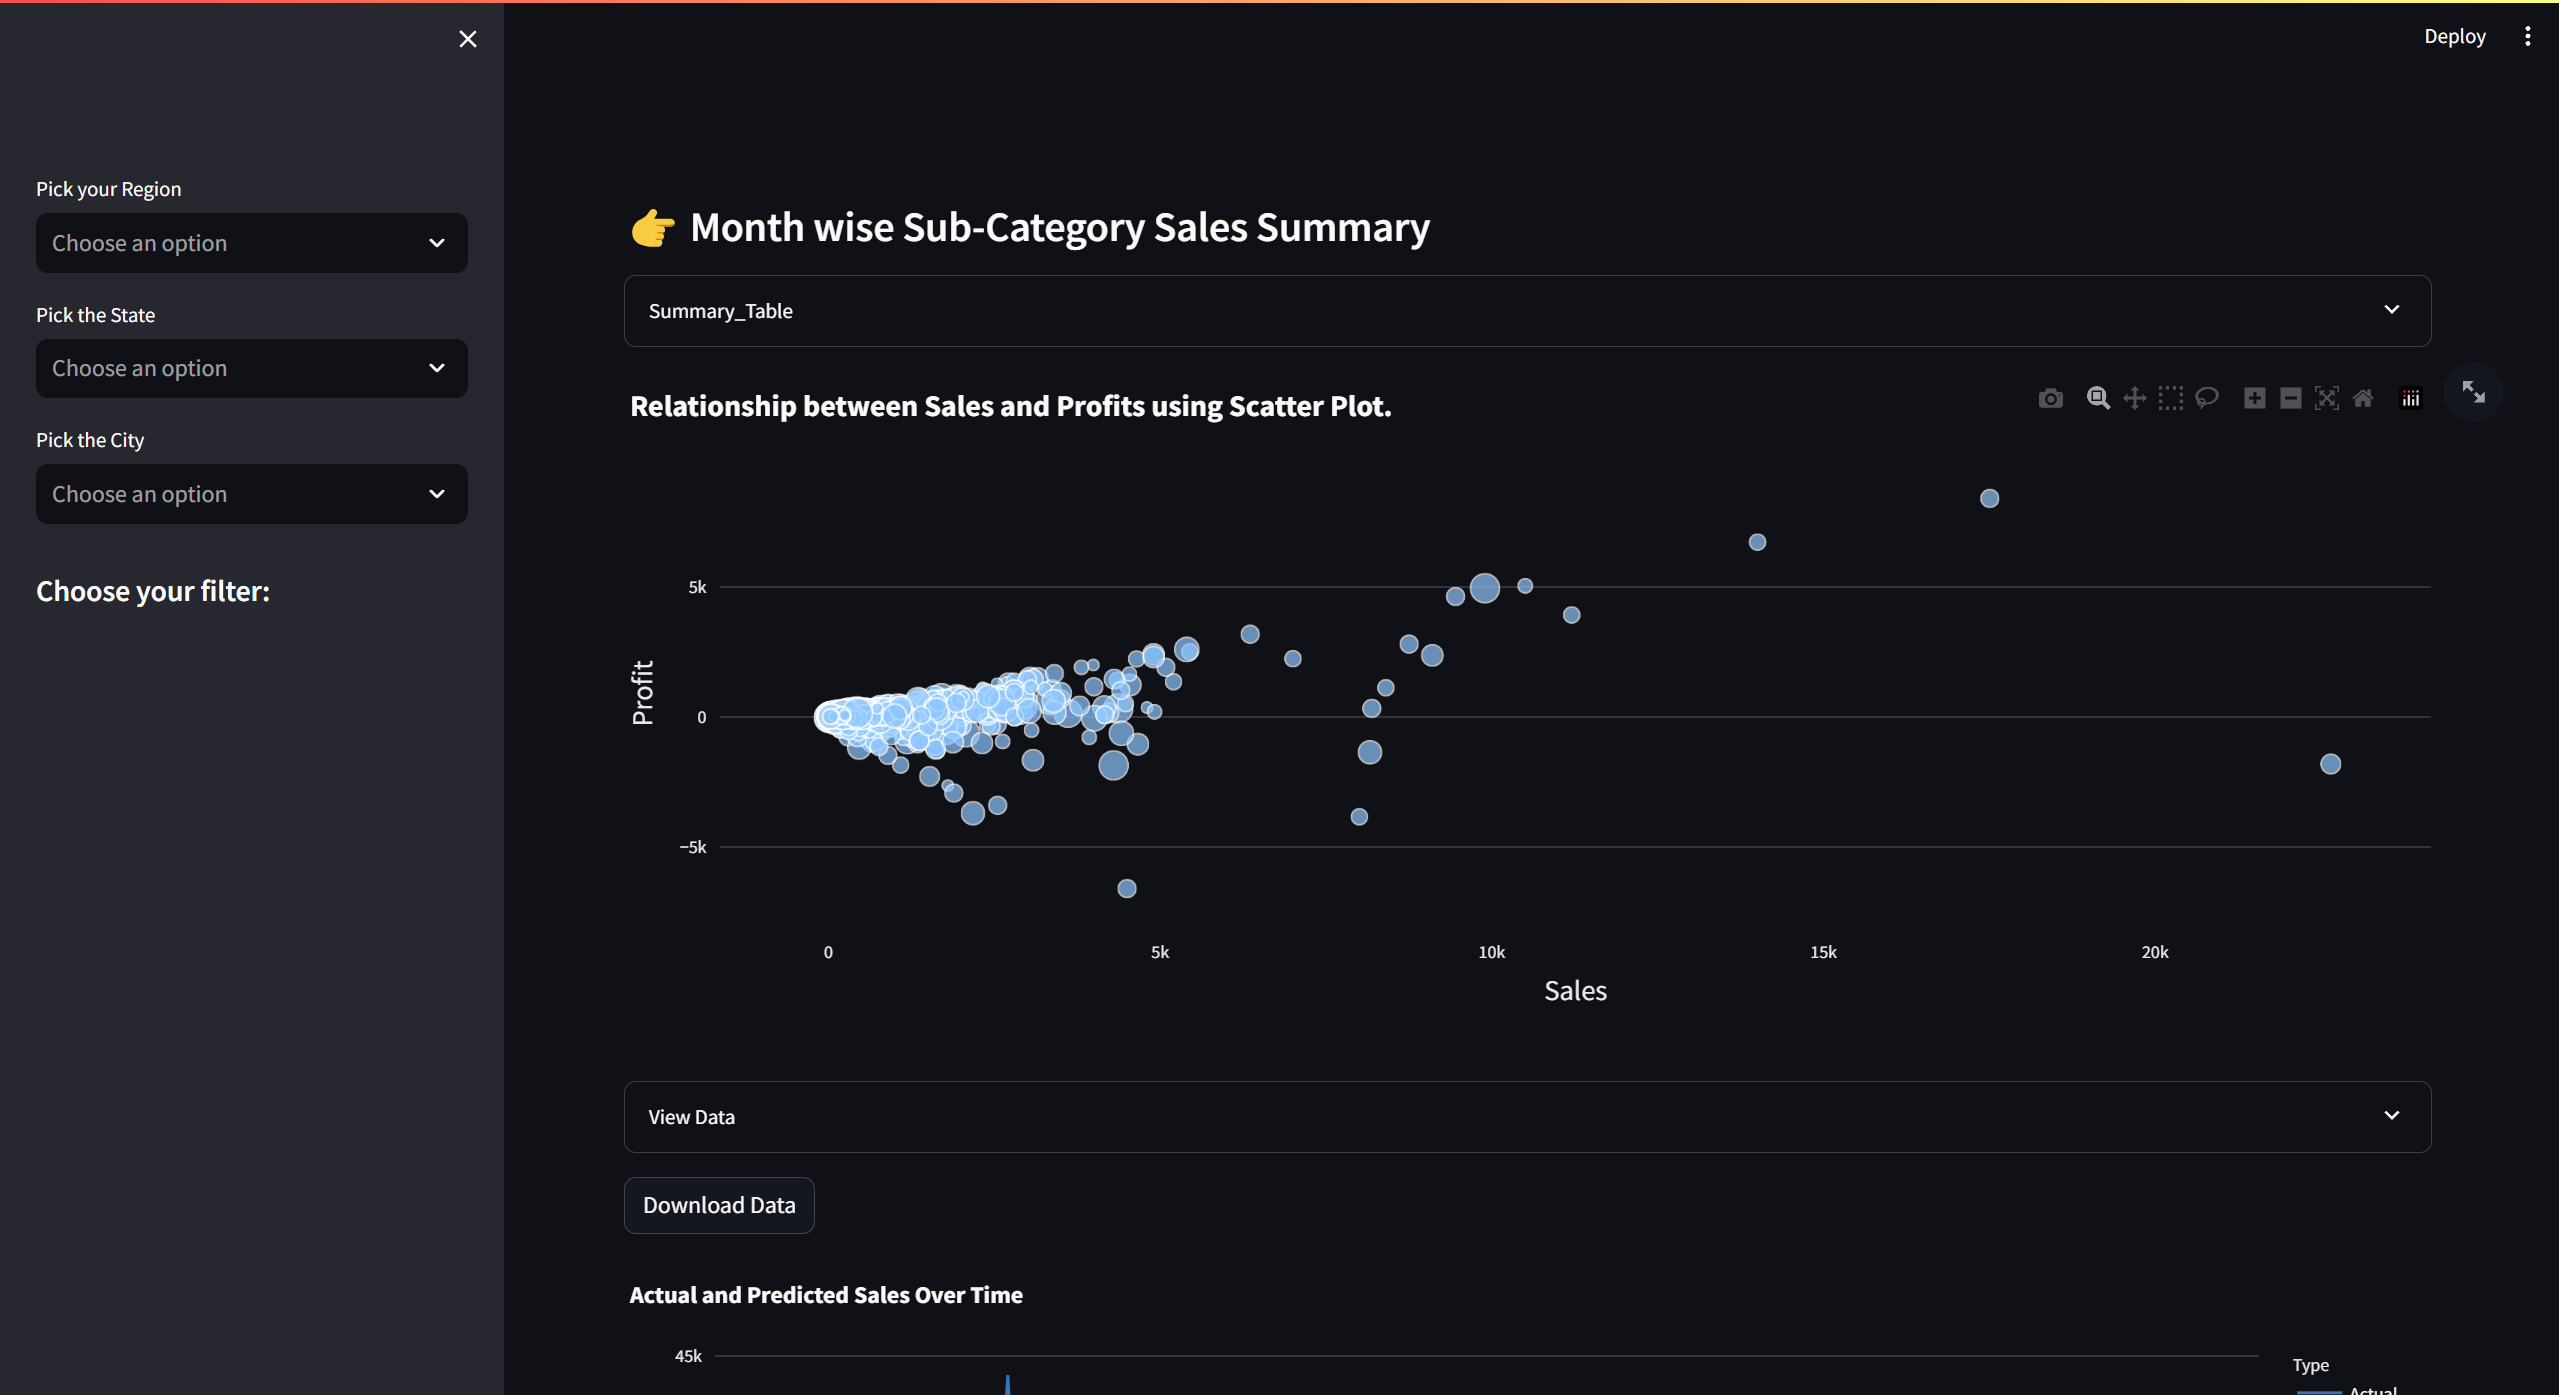 Deploy
Pick your Region
Choose an option
Pick the State
Choose an option
Pick the City
Choose an option
Choose your filter:
Month wise Sub-Category Sales Summary
Summary_Table
Relationship between Sales and Profits using Scatter Plot.
5k
0
−5k
Profit
0
5k
10k
15k
20k
Sales
View Data
Download Data
Actual and Predicted Sales Over Time
45k
Type
Actual